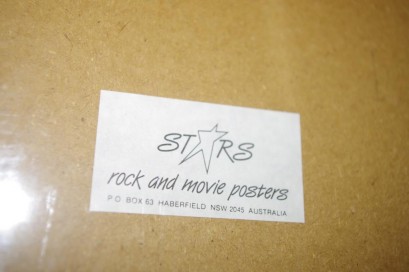 STARS
rock and movie posters
P.O. BOX 63 HABERFIELD NSW 2045 AUSTRALIA